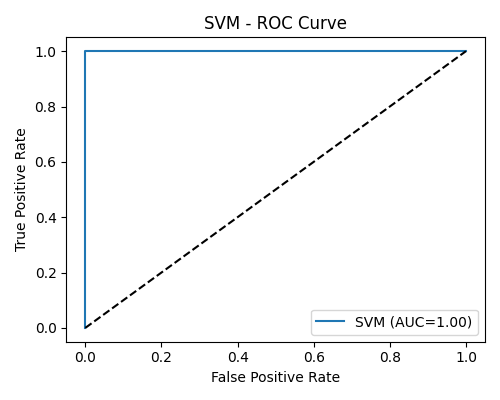 SVM - ROC Curve
1.0
0.8
0.6
0.4
0.2
0.0
True Positive Rate
0.0 0.2 0.4 0.6 0.8 1.0
False Positive Rate
SVM (AUC=1.00)